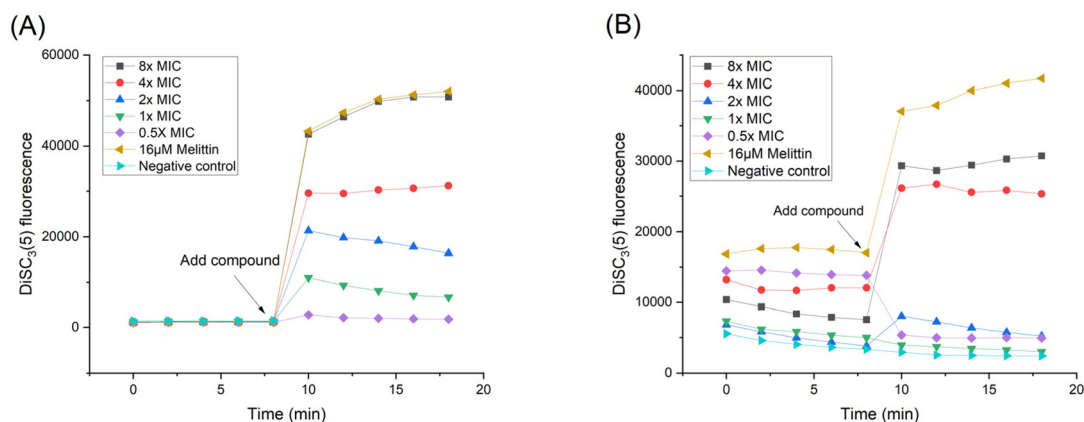 (A)
60000
40000
20000
0
DiSC₃(5) fluorescence
8x MIC
4x MIC
2x MIC
1x MIC
0.5X MIC
16µM Melittin
Negative control
Add compound
0 5 10 15 20
Time (min)
(B)
40000
30000
20000
10000
0
DiSC₃(5) fluorescence
8x MIC
4x MIC
2x MIC
1x MIC
0.5x MIC
16µM Melittin
Negative control
Add compound
0 5 10 15 20
Time (min)